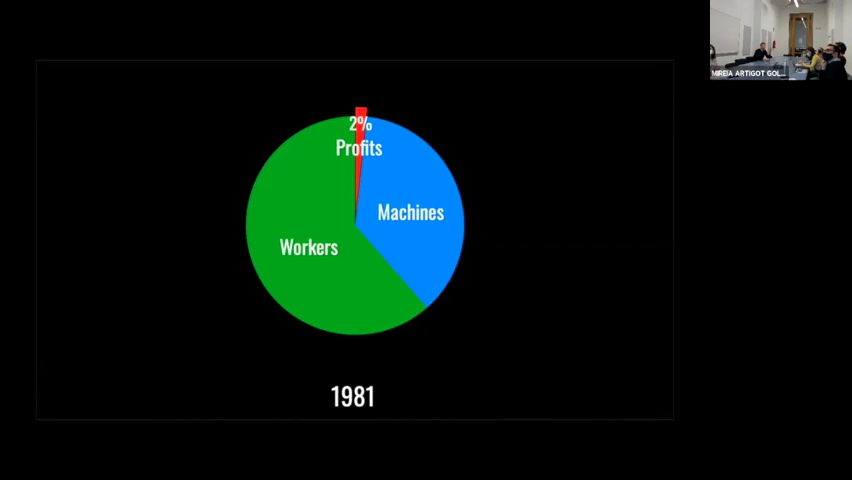 MIREIA ARTIGOT GOL...
2%
Profits
Machines
Workers
1981